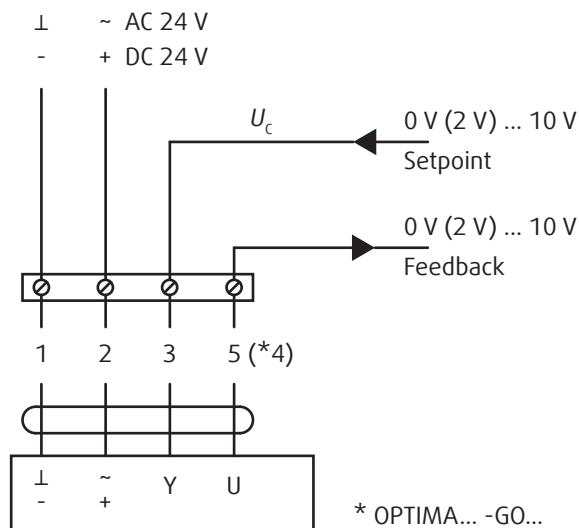 ⊥ ~ AC 24 V
- + DC 24 V
Uc 0 V (2 V) ... 10 V
Setpoint
0 V (2 V) ... 10 V
Feedback
1 2 3 5 (*4)
⊥ ~ Y U
- +
* OPTIMA... -GO...